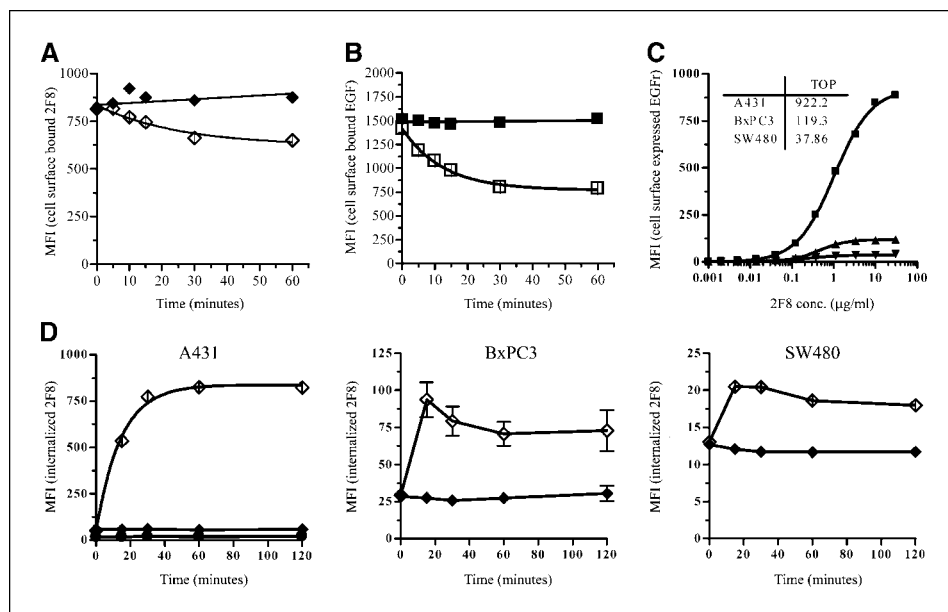 A
MFI (cell surface bound 2F8)
1000
750
500
250
0
0 10 20 30 40 50 60
Time (minutes)
B
MFI (cell surface bound EGF)
2000
1750
1500
1250
1000
750
500
250
0
0 10 20 30 40 50 60
Time (minutes)
C
MFI (cell surface expressed EGFr)
1000
750
500
250
0
TOP
A431 922.2
BxPC3 119.3
SW480 37.86
0.001 0.01 0.1 1 10 100
2F8 conc. (µg/ml)
D
A431
MFI (internalized 2F8)
1000
750
500
250
0
0 20 40 60 80 100 120
Time (minutes)
BxPC3
MFI (internalized 2F8)
125
100
75
50
25
0
0 20 40 60 80 100 120
Time (minutes)
SW480
MFI (internalized 2F8)
25
20
15
10
5
0
0 20 40 60 80 100 120
Time (minutes)